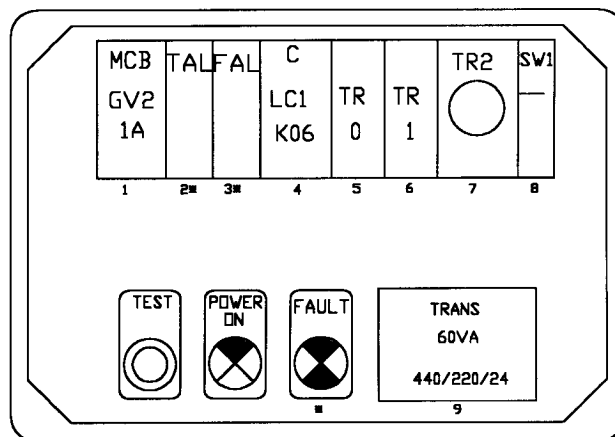 MCB TAL FAL C TR2 SW1
GV2 LC1 TR TR
1A K06 0 1
1 2* 3* 4 5 6 7 8
TEST POWER FAULT TRANS
ON 60VA
440/220/24
* 9